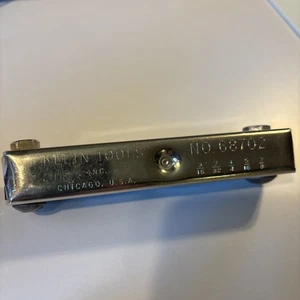 KLEIN TOOLS NO. 68702
INC.
CHICAGO, U.S.A.